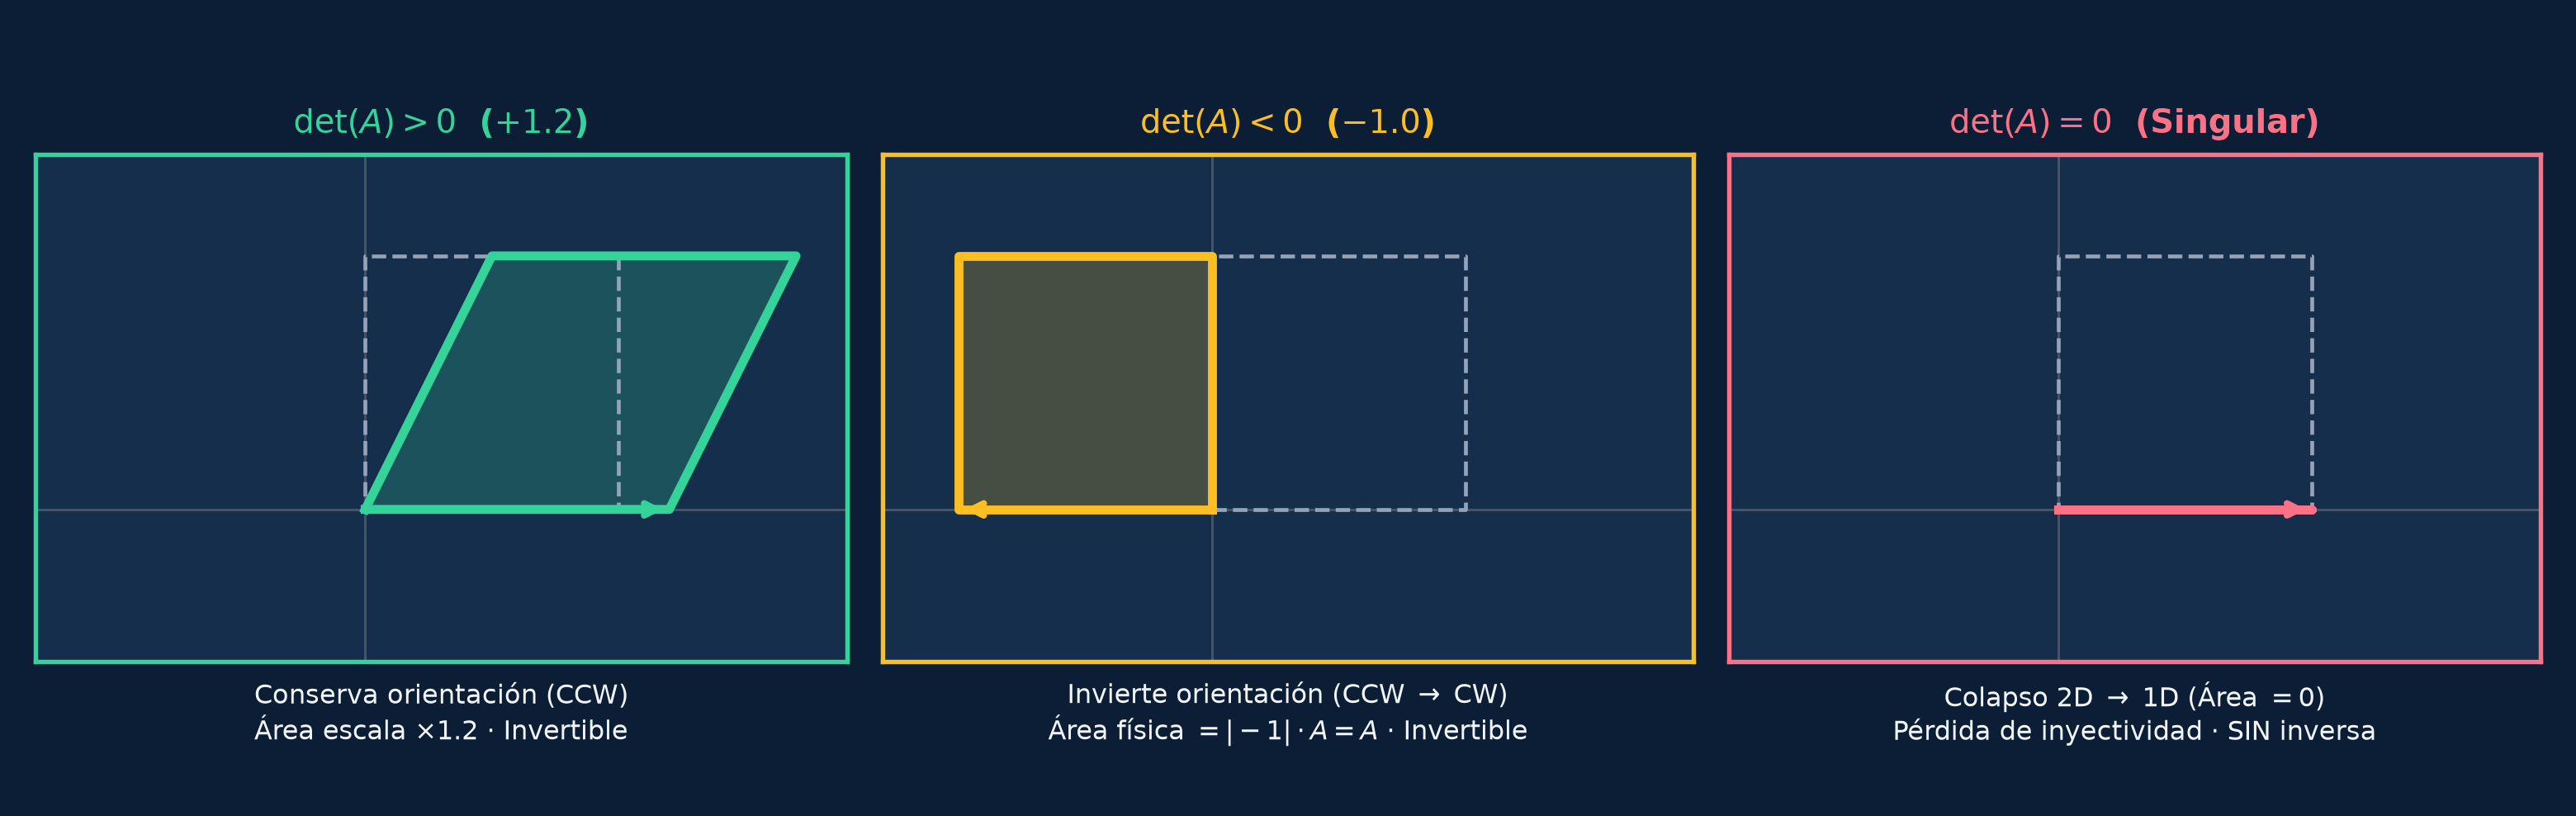 det(A) > 0 (+1.2)
Conserva orientación (CCW)
Área escala ×1.2 · Invertible
det(A) < 0 (−1.0)
Invierte orientación (CCW → CW)
Área física = |−1| · A = A · Invertible
det(A) = 0 (Singular)
Colapso 2D → 1D (Área = 0)
Pérdida de inyectividad · SIN inversa